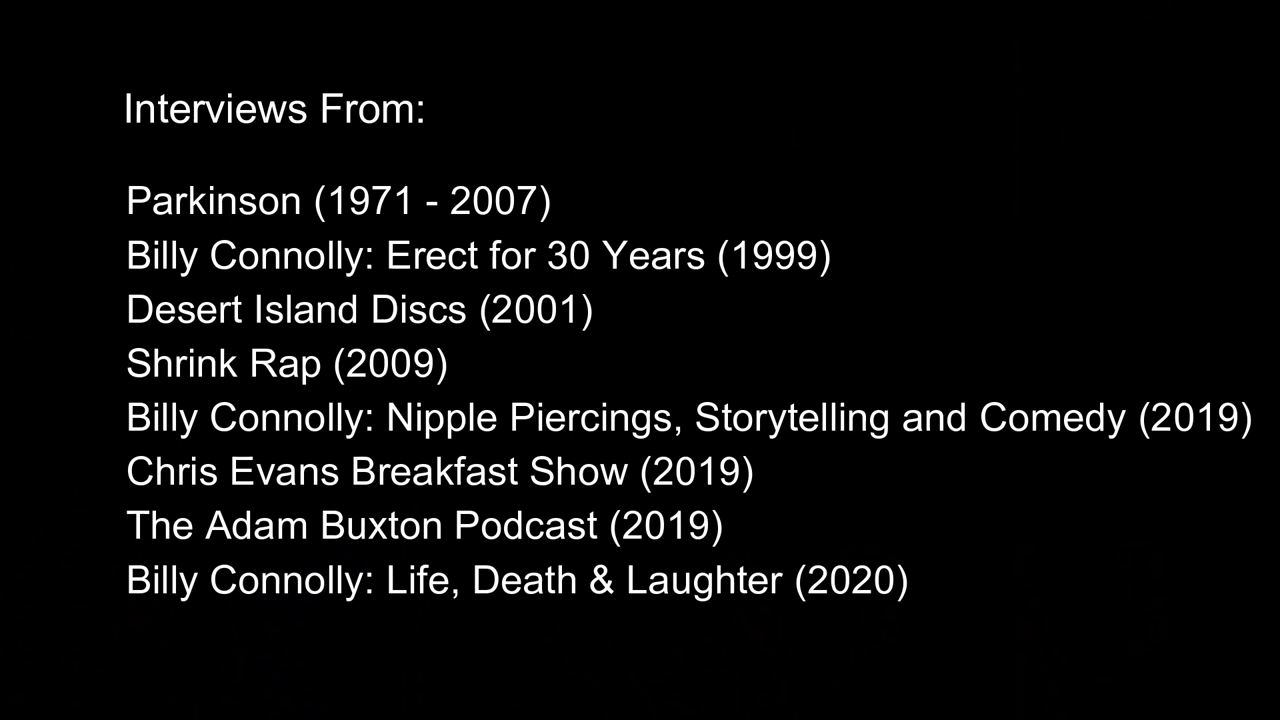 Interviews From:
Parkinson (1971 - 2007)
Billy Connolly: Erect for 30 Years (1999)
Desert Island Discs (2001)
Shrink Rap (2009)
Billy Connolly: Nipple Piercings, Storytelling and Comedy (2019)
Chris Evans Breakfast Show (2019)
The Adam Buxton Podcast (2019)
Billy Connolly: Life, Death & Laughter (2020)